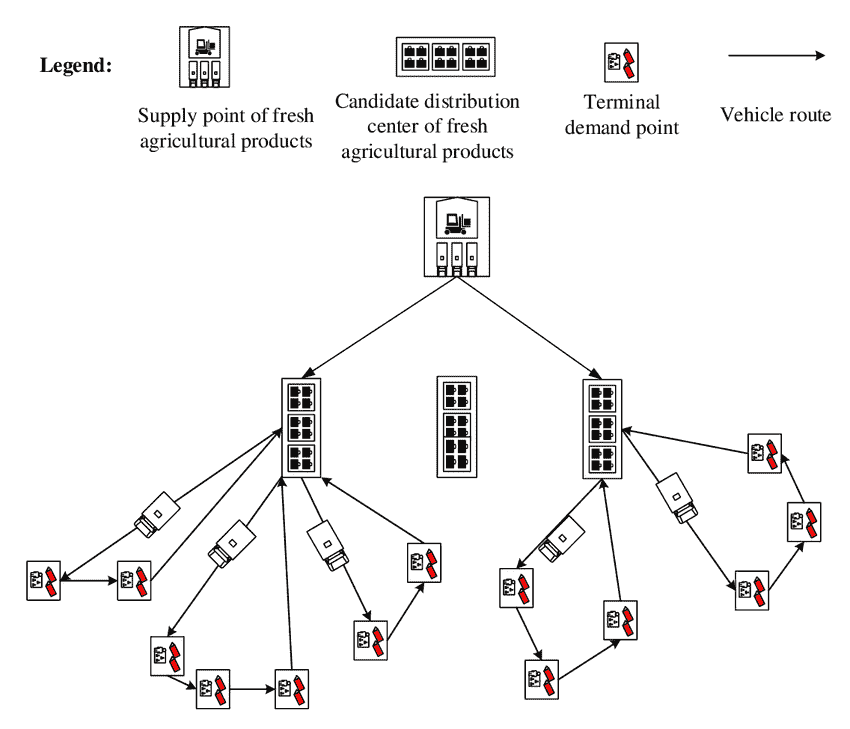 Legend:
Supply point of fresh
agricultural products
Candidate distribution
center of fresh
agricultural products
Terminal
demand point
Vehicle route